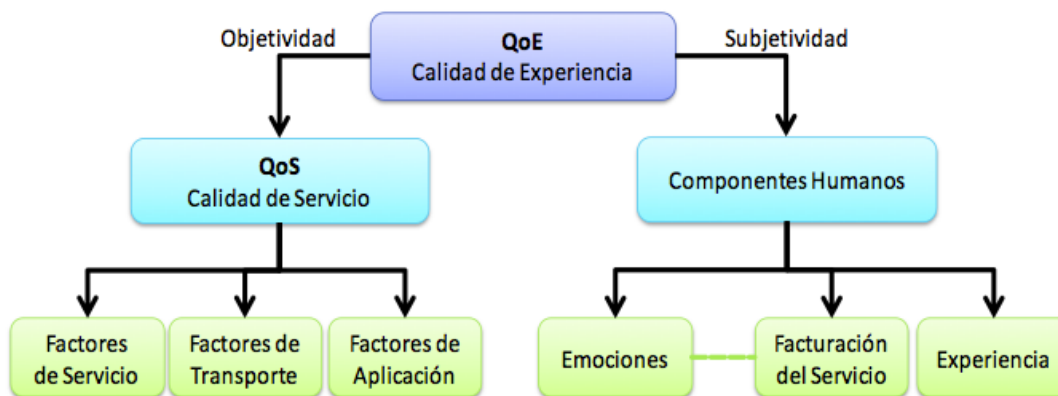 Objetividad
QoE
Calidad de Experiencia
Subjetividad
QoS
Calidad de Servicio
Componentes Humanos
Factores
de Servicio
Factores de
Transporte
Factores de
Aplicación
Emociones
Facturación
del Servicio
Experiencia